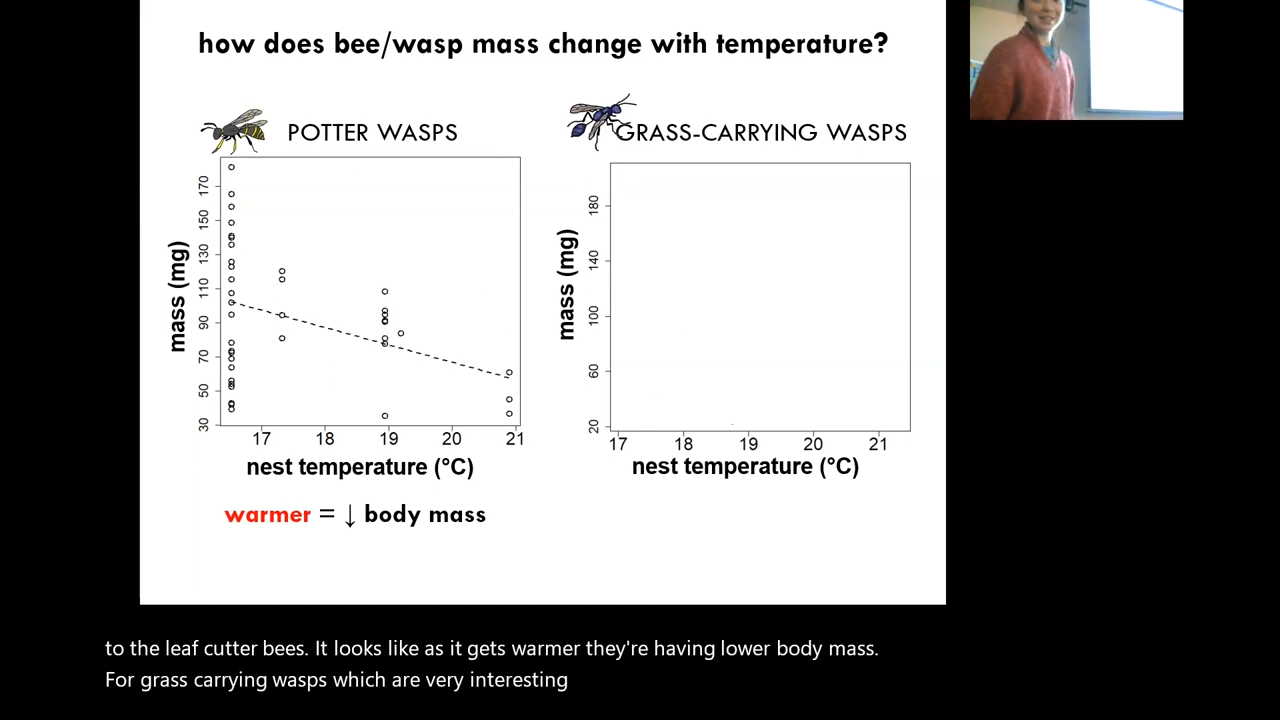 how does bee/wasp mass change with temperature?
POTTER WASPS
GRASS-CARRYING WASPS
mass (mg)
170
150
130
110
90
70
50
30
17 18 19 20 21
nest temperature (°C)
mass (mg)
180
140
100
60
20
17 18 19 20 21
nest temperature (°C)
warmer = ↓ body mass
to the leaf cutter bees. It looks like as it gets warmer they're having lower body mass.
For grass carrying wasps which are very interesting